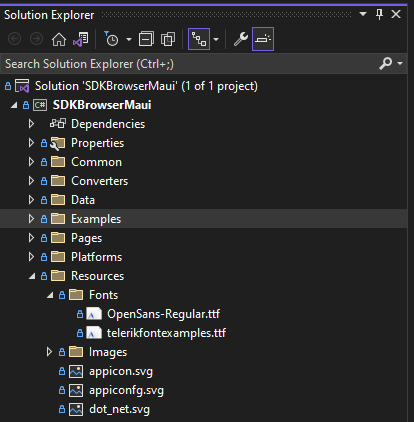 Solution Explorer
Search Solution Explorer (Ctrl+;)
Solution 'SDKBrowserMaui' (1 of 1 project)
C# SDKBrowserMaui
Dependencies
Properties
Common
Converters
Data
Examples
Pages
Platforms
Resources
Fonts
OpenSans-Regular.ttf
telerikfontexamples.ttf
Images
appicon.svg
appiconfg.svg
dot_net.svg